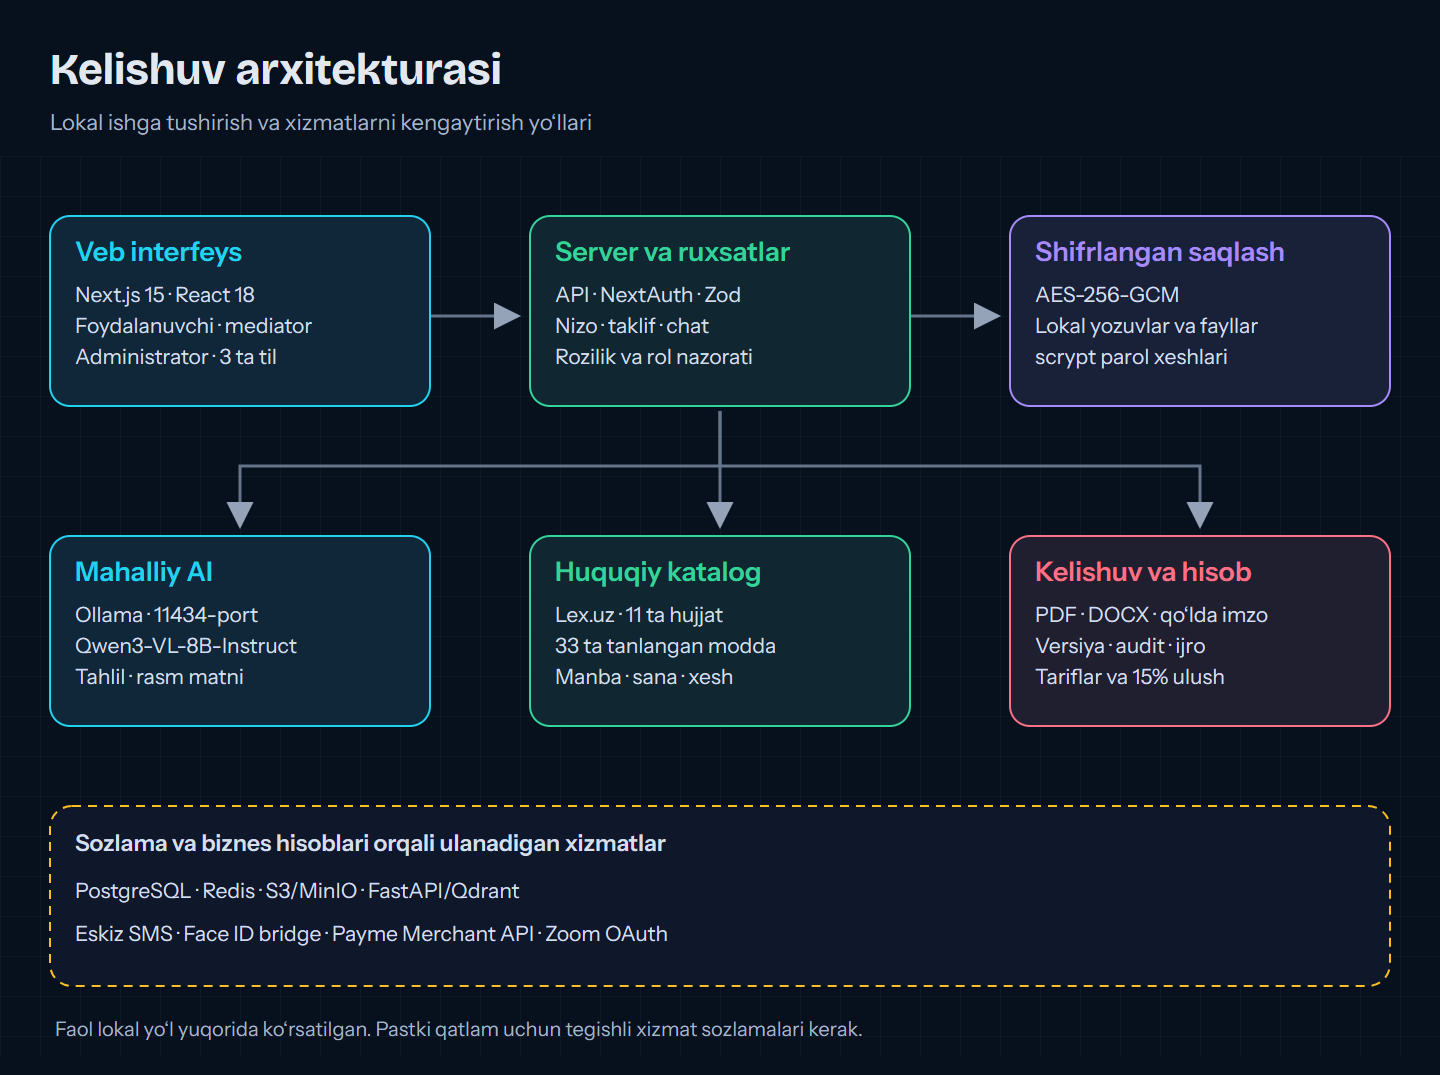 Kelishuv arxitekturasi
Lokal ishga tushirish va xizmatlarni kengaytirish yo‘llari
Veb interfeys
Next.js 15 · React 18
Foydalanuvchi · mediator
Administrator · 3 ta til
Server va ruxsatlar
API · NextAuth · Zod
Nizo · taklif · chat
Rozilik va rol nazorati
Shifrlangan saqlash
AES-256-GCM
Lokal yozuvlar va fayllar
scrypt parol xeshlari
Mahalliy AI
Ollama · 11434-port
Qwen3-VL-8B-Instruct
Tahlil · rasm matni
Huquqiy katalog
Lex.uz · 11 ta hujjat
33 ta tanlangan modda
Manba · sana · xesh
Kelishuv va hisob
PDF · DOCX · qo‘lda imzo
Versiya · audit · ijro
Tariflar va 15% ulush
Sozlama va biznes hisoblari orqali ulanadigan xizmatlar
PostgreSQL · Redis · S3/MinIO · FastAPI/Qdrant
Eskiz SMS · Face ID bridge · Payme Merchant API · Zoom OAuth
Faol lokal yo‘l yuqorida ko‘rsatilgan. Pastki qatlam uchun tegishli xizmat sozlamalari kerak.